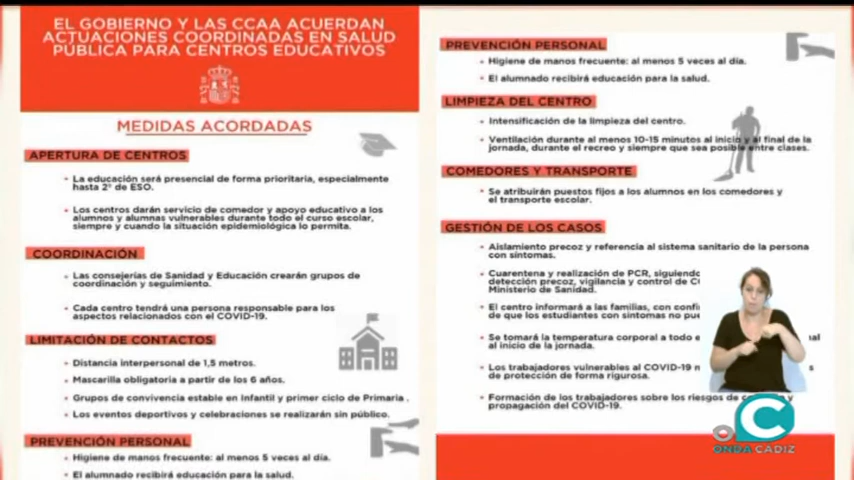 EL GOBIERNO Y LAS CCAA ACUERDAN
ACTUACIONES COORDINADAS EN SALUD
PÚBLICA PARA CENTROS EDUCATIVOS
MEDIDAS ACORDADAS
APERTURA DE CENTROS
La educación será presencial de forma prioritaria, especialmente
hasta 2º de ESO.
Los centros darán servicio de comedor y apoyo educativo a los
alumnos y alumnas vulnerables durante todo el curso escolar,
siempre y cuando la situación epidemiológica lo permita.
COORDINACIÓN
Las consejerías de Sanidad y Educación crearán grupos de
coordinación y seguimiento.
Cada centro tendrá una persona responsable para los
aspectos relacionados con el COVID-19.
LIMITACIÓN DE CONTACTOS
Distancia interpersonal de 1,5 metros.
Mascarilla obligatoria a partir de los 6 años.
Grupos de convivencia estable en Infantil y primer ciclo de Primaria .
Los eventos deportivos y celebraciones se realizarán sin público.
PREVENCIÓN PERSONAL
Higiene de manos frecuente: al menos 5 veces al día.
El alumnado recibirá educación para la salud.
PREVENCIÓN PERSONAL
Higiene de manos frecuente: al menos 5 veces al día.
El alumnado recibirá educación para la salud.
LIMPIEZA DEL CENTRO
Intensificación de la limpieza del centro.
Ventilación durante al menos 10-15 minutos al inicio y al final de la
jornada, durante el recreo y siempre que sea posible entre clases.
COMEDORES Y TRANSPORTE
Se atribuirán puestos fijos a los alumnos en los comedores y
el transporte escolar.
GESTIÓN DE LOS CASOS
Aislamiento precoz y referencia al sistema sanitario de la persona
con síntomas.
Cuarentena y realización de PCR, siguiendo
detección precoz, vigilancia y control de
Ministerio de Sanidad.
El centro informará a las familias, con
de que los estudiantes con síntomas no
Se tomará la temperatura corporal a todo
al inicio de la jornada.
Los trabajadores vulnerables al COVID-19
de protección de forma rigurosa.
Formación de los trabajadores sobre los riesgos de y
propagación del COVID-19.
ONDACADIZ